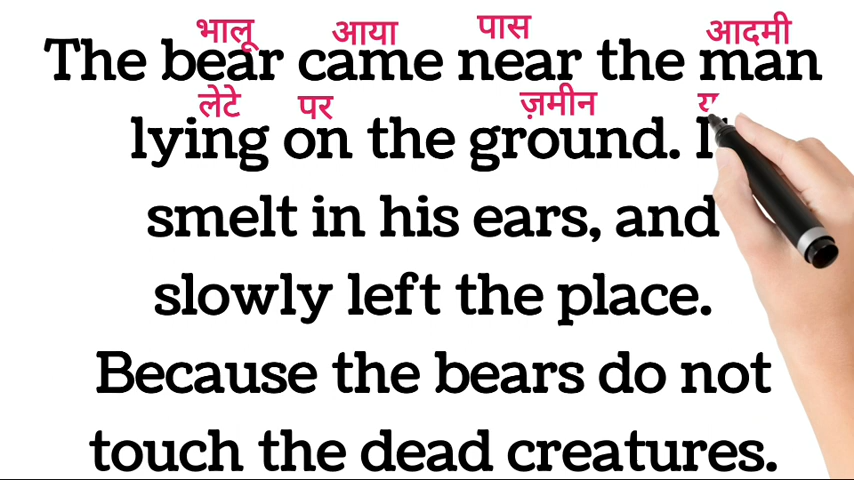 भालू आया पास आदमी
The bear came near the man
लेटे पर ज़मीन
lying on the ground.
smelt in his ears, and
slowly left the place.
Because the bears do not
touch the dead creatures.